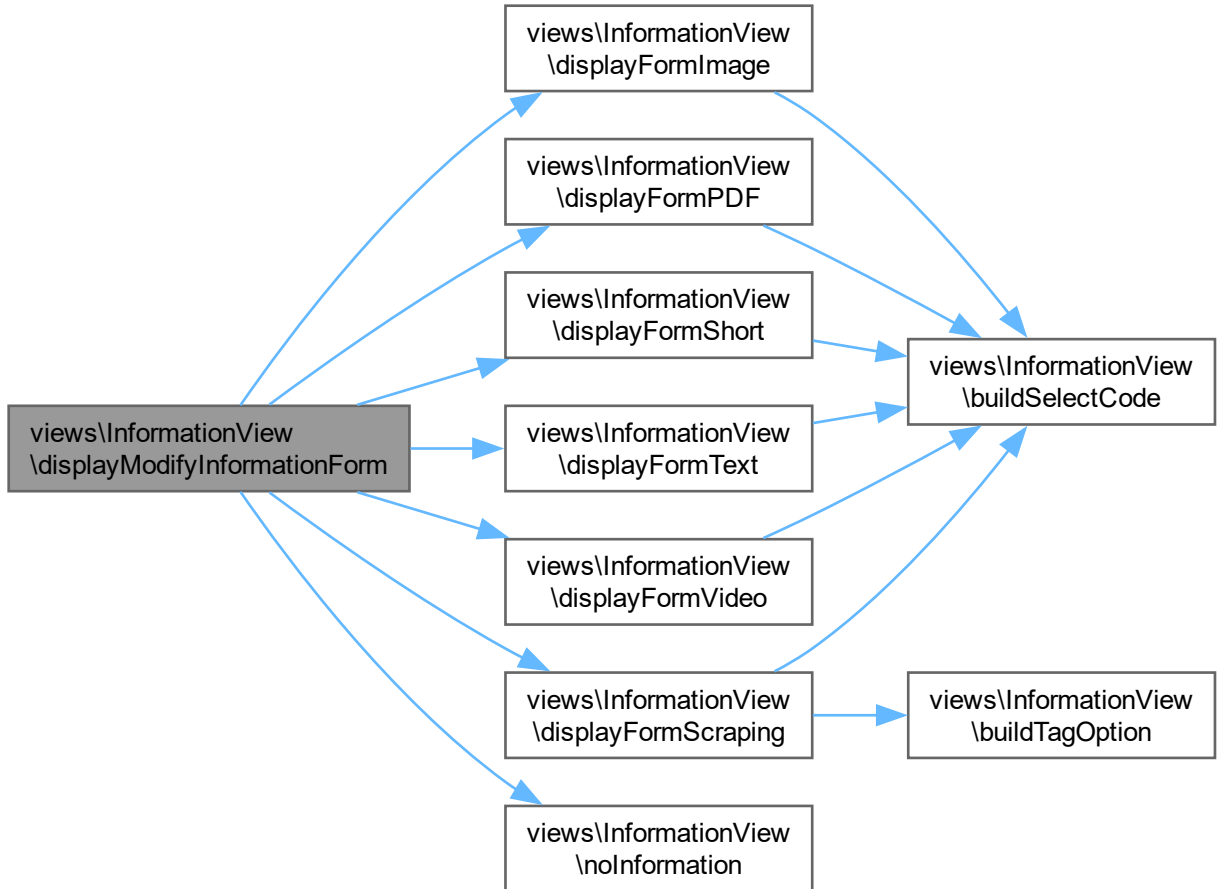 views\InformationView
\displayModifyInformationForm
views\InformationView
\displayFormImage
views\InformationView
\displayFormPDF
views\InformationView
\displayFormShort
views\InformationView
\displayFormText
views\InformationView
\displayFormVideo
views\InformationView
\displayFormScraping
views\InformationView
\noInformation
views\InformationView
\buildSelectCode
views\InformationView
\buildTagOption